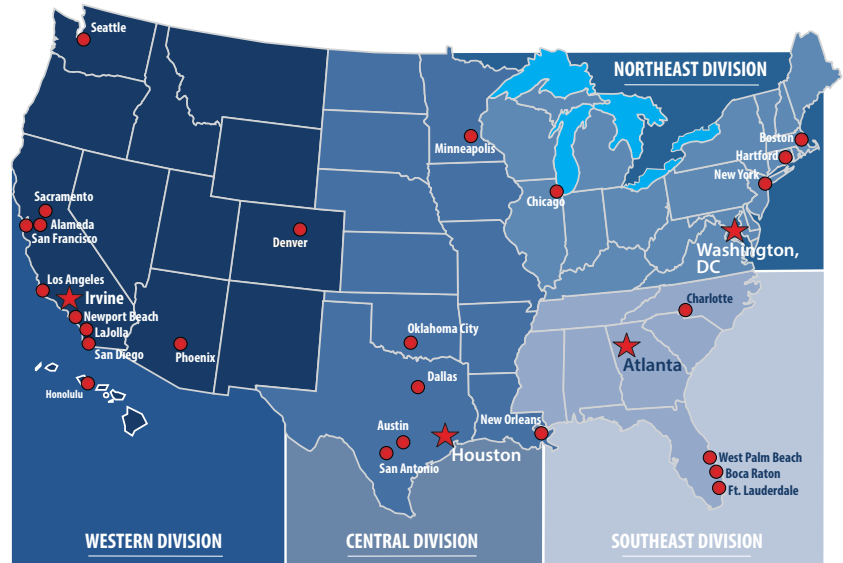 Seattle
NORTHEAST DIVISION
Minneapolis
Boston
Hartford
New York
Chicago
Sacramento
Alameda
San Francisco
Denver
Washington,
DC
Los Angeles
Irvine
Newport Beach
LaJolla
San Diego
Phoenix
Charlotte
Oklahoma City
Atlanta
Dallas
Honolulu
New Orleans
Austin
Houston
San Antonio
West Palm Beach
Boca Raton
Ft. Lauderdale
WESTERN DIVISION
CENTRAL DIVISION
SOUTHEAST DIVISION